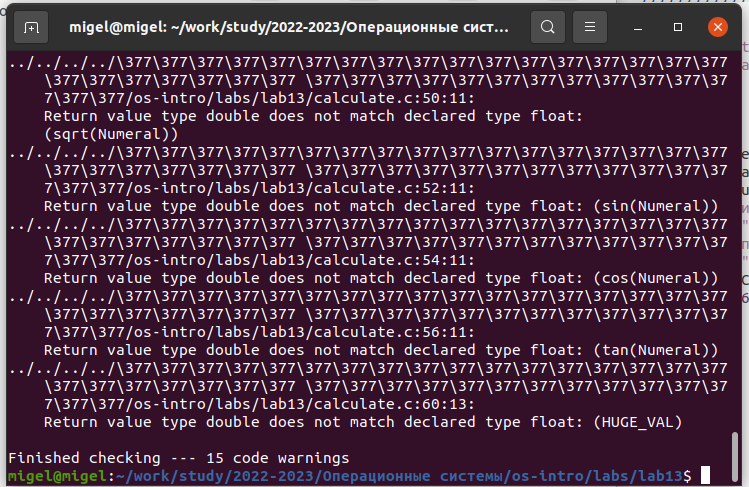 migel@migel: ~/work/study/2022-2023/Операционные сист...
../../../../\377\377\377\377\377\377\377\377\377\377\377\377\377\377\377\377\377
\377\377\377\377\377\377\377 \377\377\377\377\377\377\377\377\377\377\377\37
7\377\377/os-intro/labs/lab13/calculate.c:50:11:
Return value type double does not match declared type float:
(sqrt(Numeral))
../../../../\377\377\377\377\377\377\377\377\377\377\377\377\377\377\377\377\377
\377\377\377\377\377\377\377 \377\377\377\377\377\377\377\377\377\377\377\37
7\377\377/os-intro/labs/lab13/calculate.c:52:11:
Return value type double does not match declared type float: (sin(Numeral))
../../../../\377\377\377\377\377\377\377\377\377\377\377\377\377\377\377\377\377
\377\377\377\377\377\377\377 \377\377\377\377\377\377\377\377\377\377\377\37
7\377\377/os-intro/labs/lab13/calculate.c:54:11:
Return value type double does not match declared type float: (cos(Numeral))
../../../../\377\377\377\377\377\377\377\377\377\377\377\377\377\377\377\377\377
\377\377\377\377\377\377\377 \377\377\377\377\377\377\377\377\377\377\377\37
7\377\377/os-intro/labs/lab13/calculate.c:56:11:
Return value type double does not match declared type float: (tan(Numeral))
../../../../\377\377\377\377\377\377\377\377\377\377\377\377\377\377\377\377\377
\377\377\377\377\377\377\377 \377\377\377\377\377\377\377\377\377\377\377\37
7\377\377/os-intro/labs/lab13/calculate.c:60:13:
Return value type double does not match declared type float: (HUGE_VAL)
Finished checking --- 15 code warnings
migel@migel:~/work/study/2022-2023/Операционные системы/os-intro/labs/lab13$